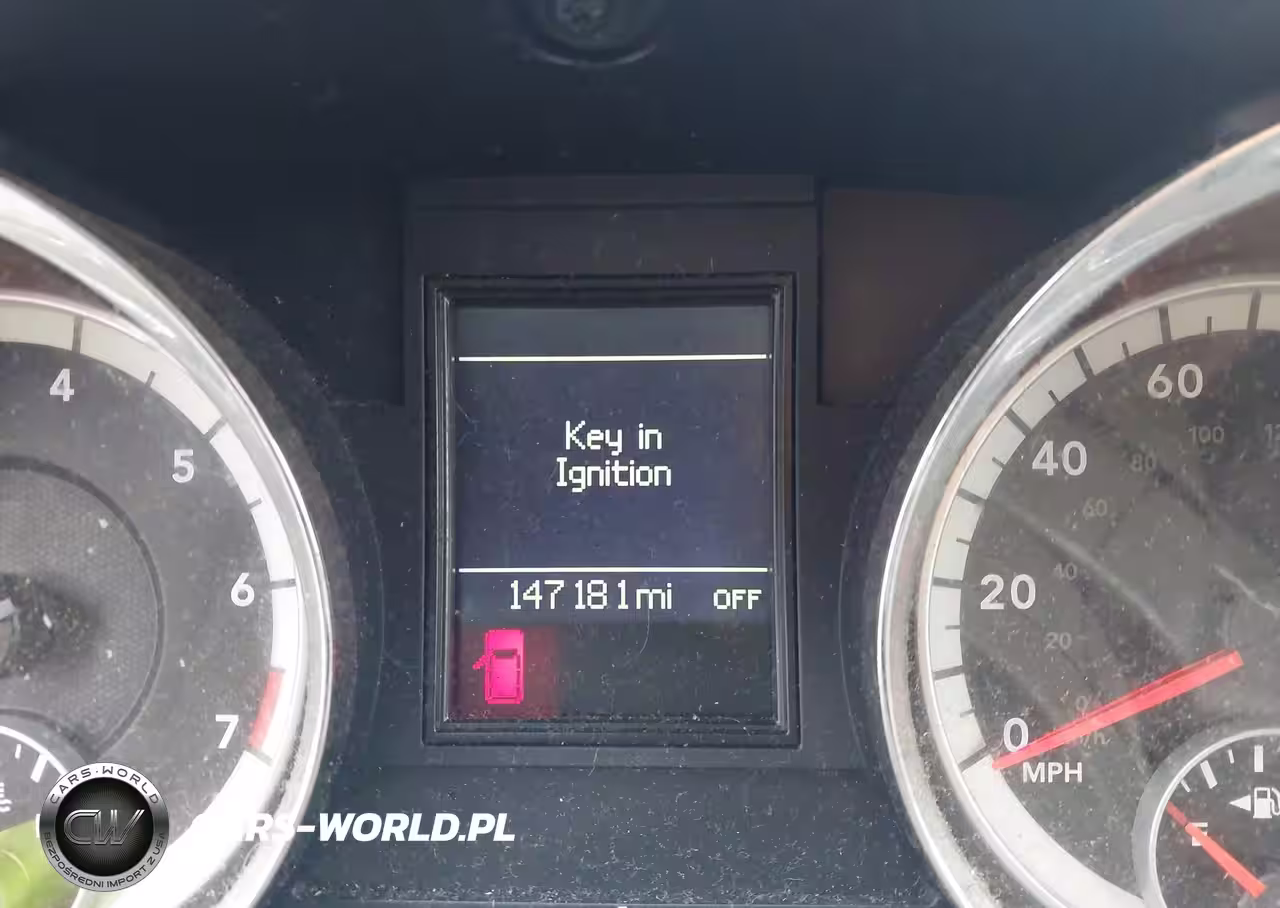 4
5
6
7
Key in
Ignition
147181mi OFF
60
40
20
0
MPH
100
80
60
40
20
0
E
CARS-WORLD
CW
BEZPOŚREDNI IMPORT Z USA
CARS-WORLD.PL